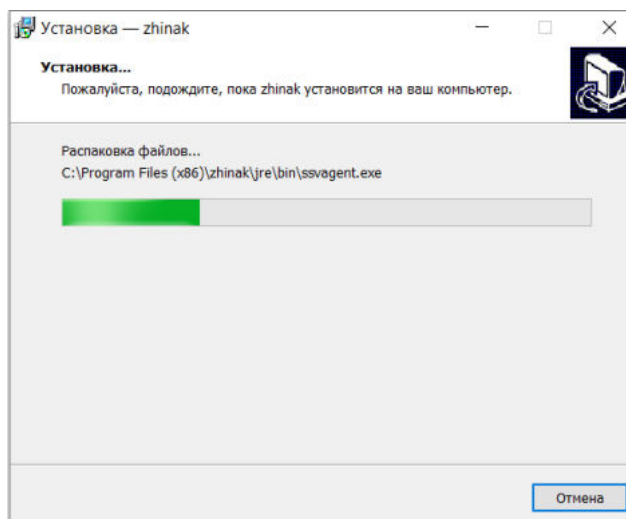 Установка — zhinak
Установка...
Пожалуйста, подождите, пока zhinak установится на ваш компьютер.
Распаковка файлов...
C:\Program Files (x86)\zhinak\jre\bin\ssvagent.exe
Отмена